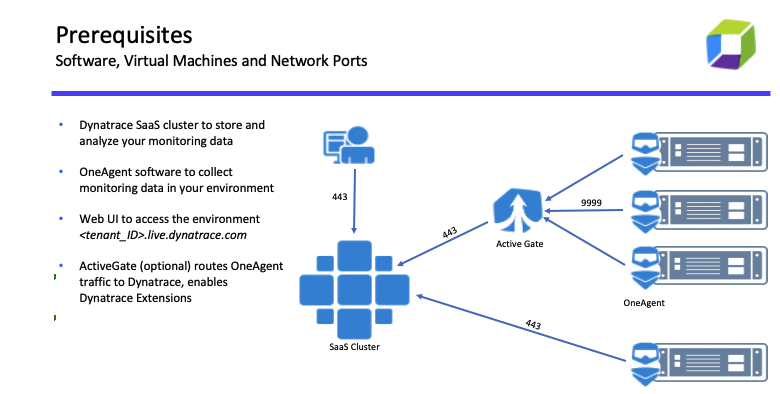 Prerequisites
Software, Virtual Machines and Network Ports
• Dynatrace SaaS cluster to store and
analyze your monitoring data
• OneAgent software to collect
monitoring data in your environment
• Web UI to access the environment
<tenant_ID>.live.dynatrace.com
• ActiveGate (optional) routes OneAgent
traffic to Dynatrace, enables
Dynatrace Extensions
443
443
9999
Active Gate
OneAgent
443
SaaS Cluster